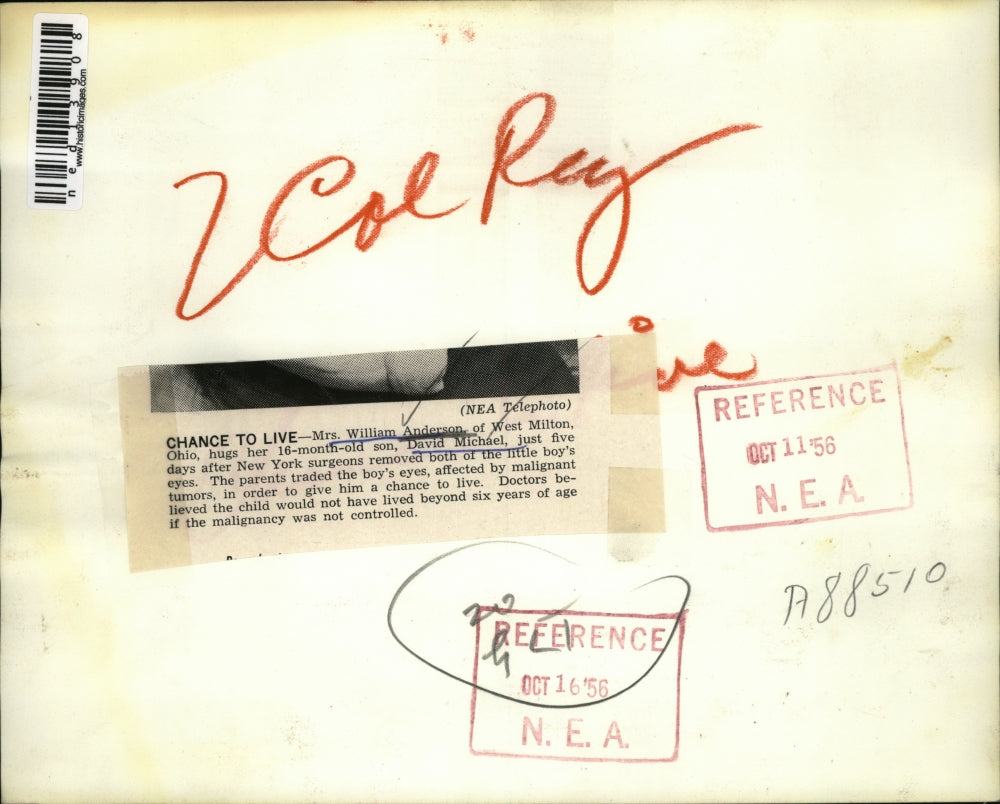 ned13908
www.historicimages.com
1 Col Reg
ive
(NEA Telephoto)
CHANCE TO LIVE—Mrs. William Anderson, of West Milton,
Ohio, hugs her 16-month-old son, David Michael, just five
days after New York surgeons removed both of the little boy's
eyes. The parents traded the boy's eyes, affected by malignant
tumors, in order to give him a chance to live. Doctors be-
lieved the child would not have lived beyond six years of age
if the malignancy was not controlled.
REFERENCE
OCT 11 '56
N. E. A.
A88510
REFERENCE
OCT 16 '56
N. E. A.